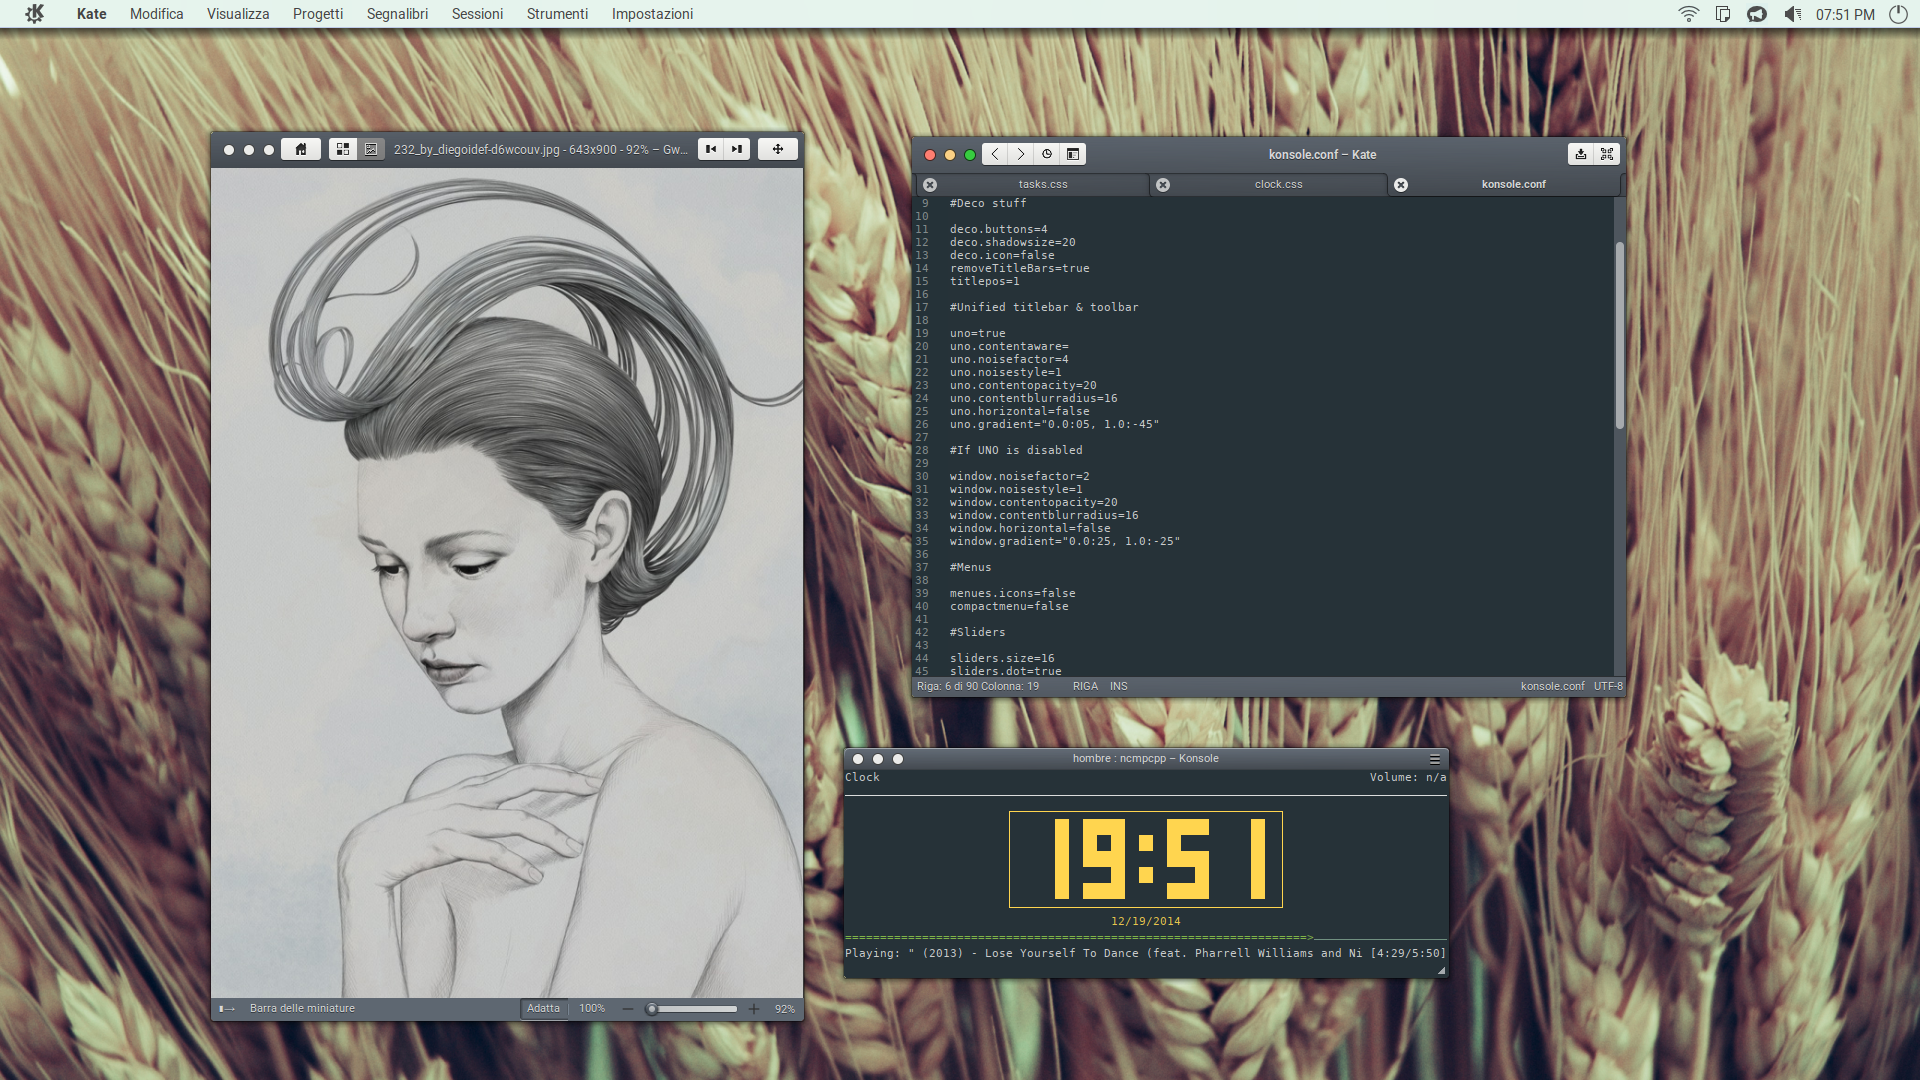 Kate Modifica Visualizza Progetti Segnalibri Sessioni Strumenti Impostazioni 07:51 PM
232_by_diegoidef-d6wcouv.jpg - 643x900 - 92% – Gw...
Barra delle miniature Adatta 100% 92%
konsole.conf – Kate
tasks.css clock.css konsole.conf
9 #Deco stuff
10
11 deco.buttons=4
12 deco.shadowsize=20
13 deco.icon=false
14 removeTitleBars=true
15 titlepos=1
16
17 #Unified titlebar & toolbar
18
19 uno=true
20 uno.contentaware=
21 uno.noisefactor=4
22 uno.noisestyle=1
23 uno.contentopacity=20
24 uno.contentblurradius=16
25 uno.horizontal=false
26 uno.gradient="0.0:05, 1.0:-45"
27
28 #If UNO is disabled
29
30 window.noisefactor=2
31 window.noisestyle=1
32 window.contentopacity=20
33 window.contentblurradius=16
34 window.horizontal=false
35 window.gradient="0.0:25, 1.0:-25"
36
37 #Menus
38
39 menues.icons=false
40 compactmenu=false
41
42 #Sliders
43
44 sliders.size=16
45 sliders.dot=true
Riga: 6 di 90 Colonna: 19 RIGA INS konsole.conf UTF-8
hombre : ncmpcpp – Konsole
Clock Volume: n/a
19:51
12/19/2014
Playing: " (2013) - Lose Yourself To Dance (feat. Pharrell Williams and Ni [4:29/5:50]